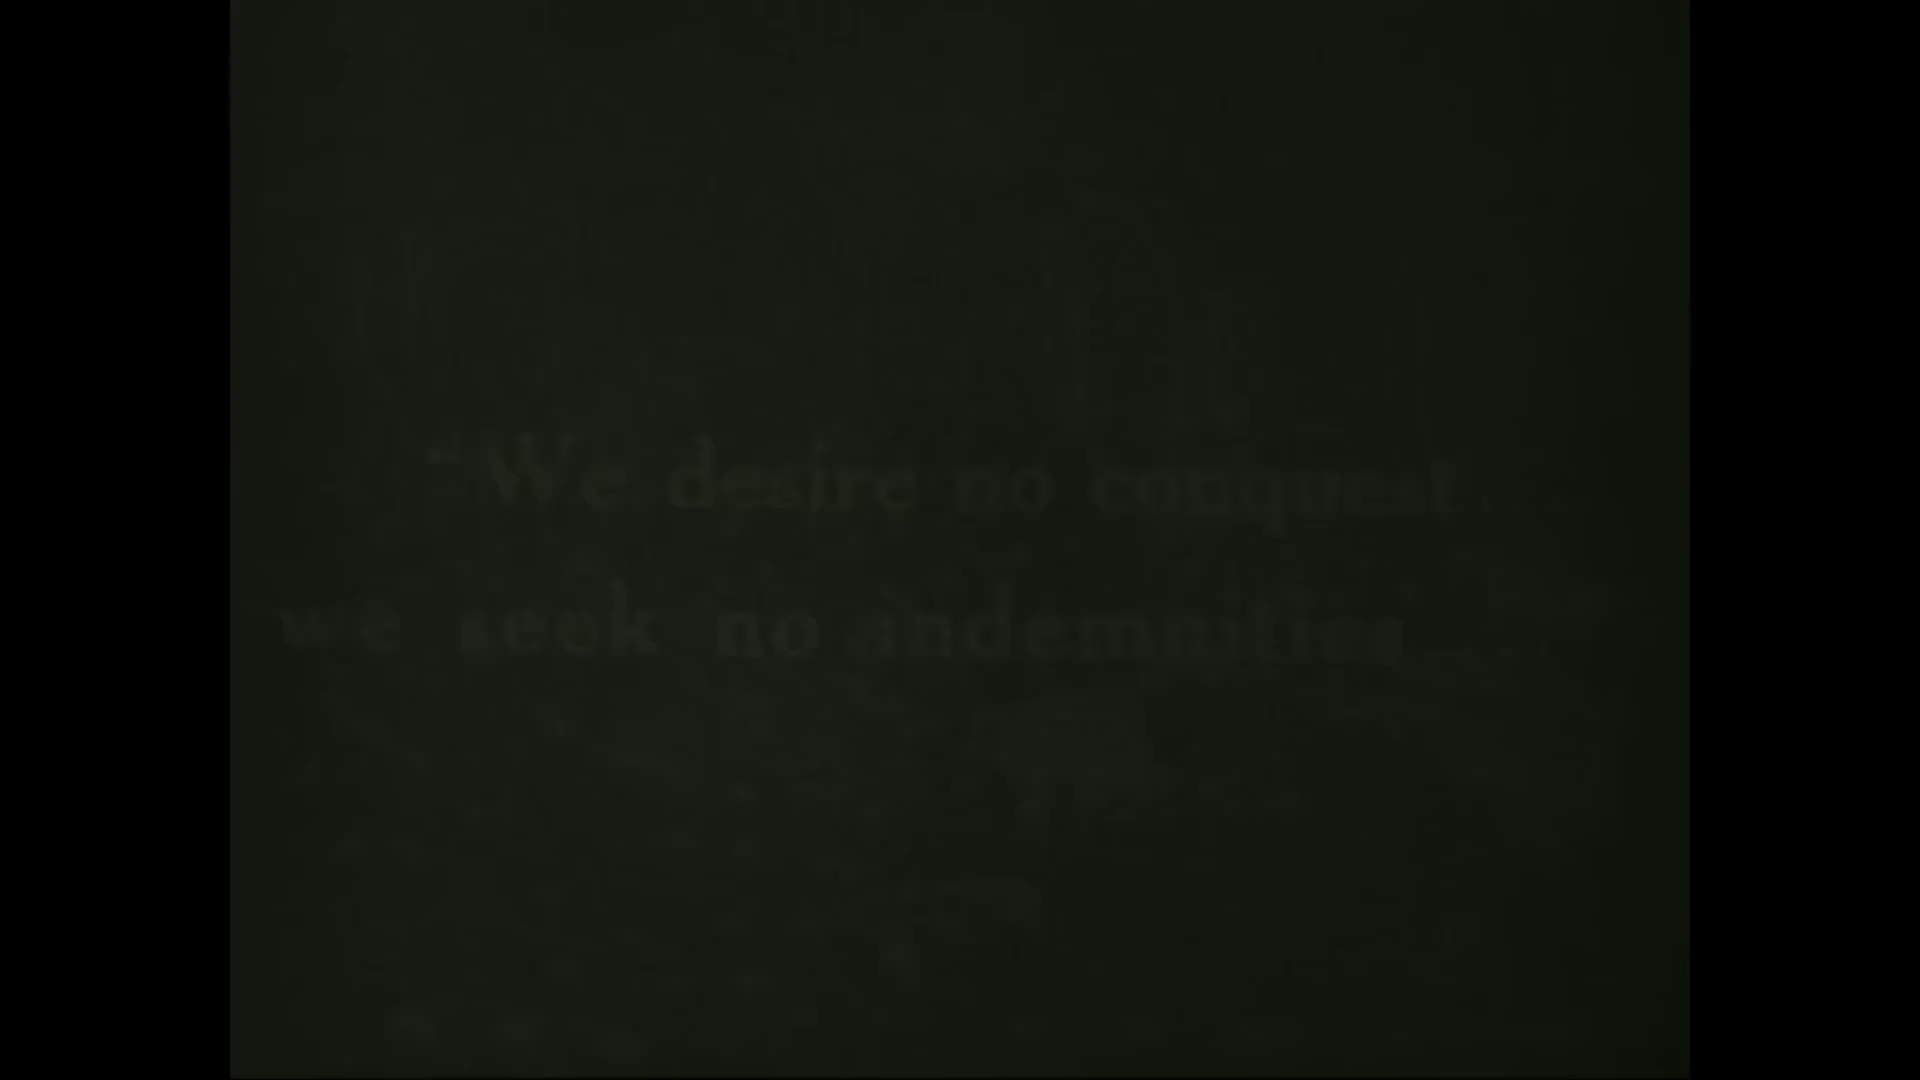 "We desire no conquest,
we seek no indemnities